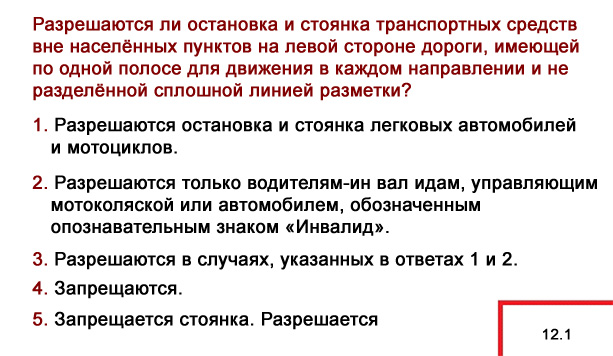 Разрешаются ли остановка и стоянка транспортных средств
вне населённых пунктов на левой стороне дороги, имеющей
по одной полосе для движения в каждом направлении и не
разделённой сплошной линией разметки?
1. Разрешаются остановка и стоянка легковых автомобилей
и мотоциклов.
2. Разрешаются только водителям-ин вал идам, управляющим
мотоколяской или автомобилем, обозначенным
опознавательным знаком «Инвалид».
3. Разрешаются в случаях, указанных в ответах 1 и 2.
4. Запрещаются.
5. Запрещается стоянка. Разрешается
12.1